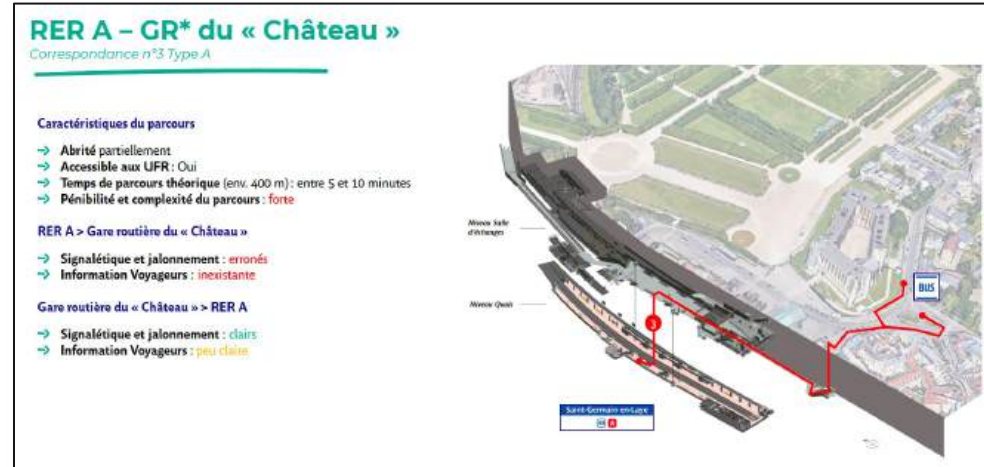 RER A – GR* du « Château »
Correspondance n°3 Type A
Caractéristiques du parcours
→ Abrité partiellement
→ Accessible aux UFR : Oui
→ Temps de parcours théorique (env. 400 m) : entre 5 et 10 minutes
→ Pénibilité et complexité du parcours : forte
RER A > Gare routière du « Château »
→ Signalétique et jalonnement : erronés
→ Information Voyageurs : inexistante
Gare routière du « Château » > RER A
→ Signalétique et jalonnement : clairs
→ Information Voyageurs : peu claire
Niveau Salle
d'échanges
Niveau Quais
3
BUS
Saint-Germain-en-Laye
RER A